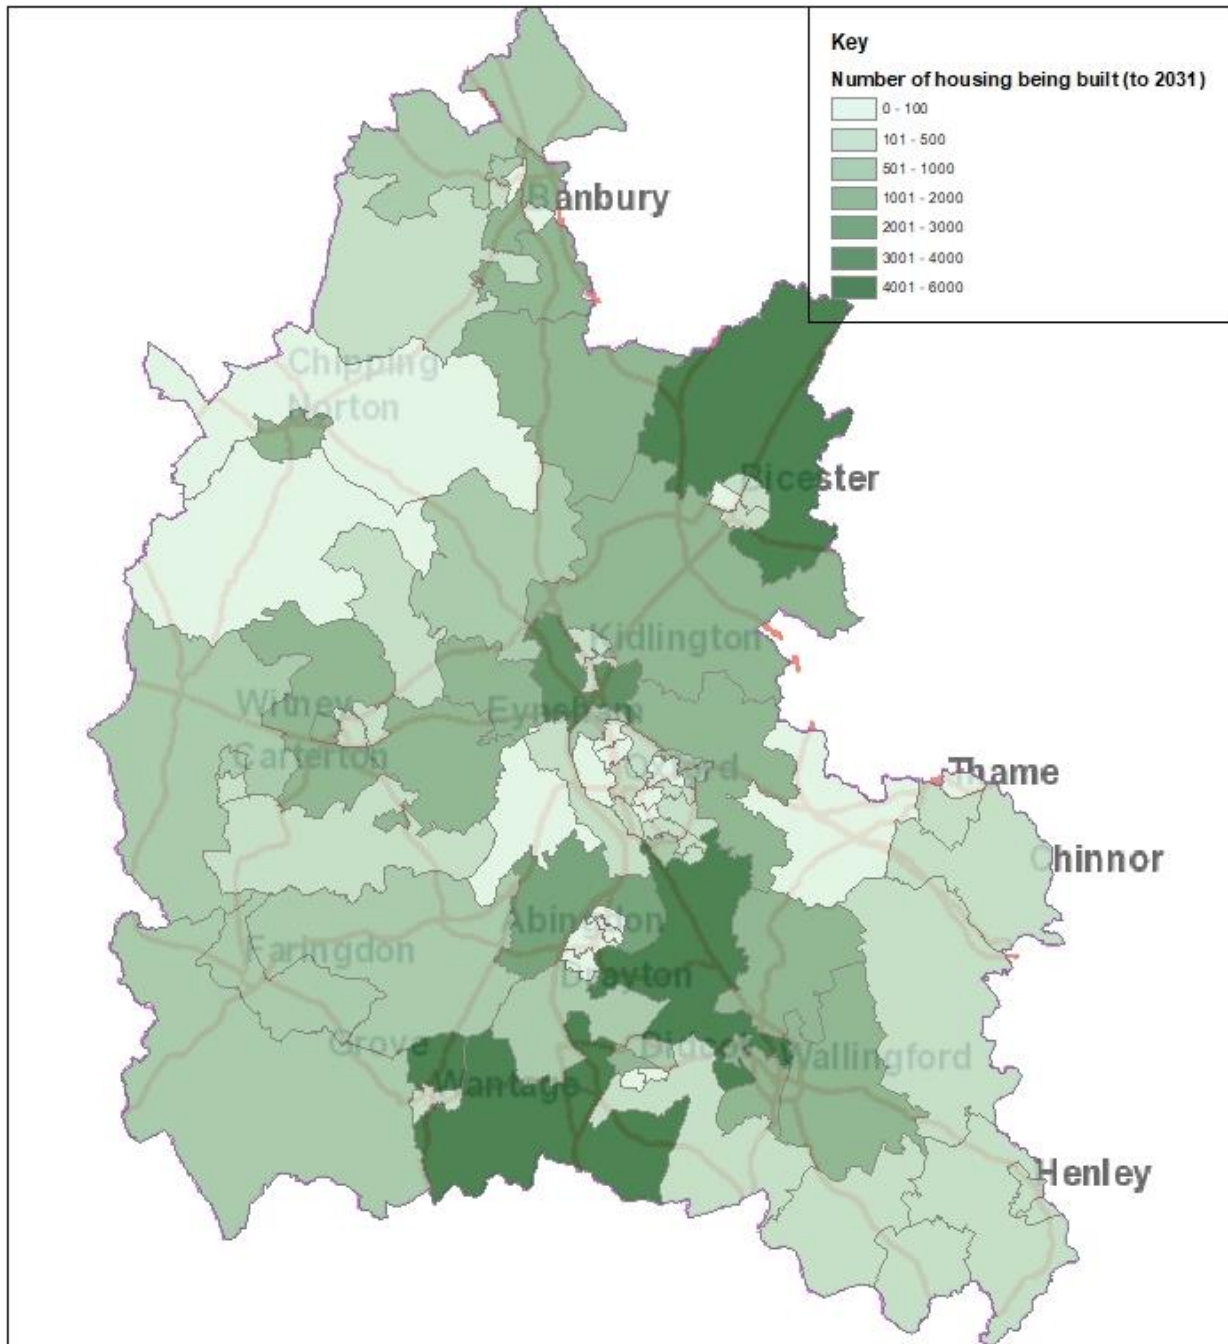 Key
Number of housing being built (to 2031)
0 - 100
101 - 500
501 - 1000
1001 - 2000
2001 - 3000
3001 - 4000
4001 - 6000
Banbury
Chipping
Norton
Bicester
Kidlington
Witney
Eynsham
Carterton
Oxford
Thame
Chinnor
Abingdon
Faringdon
Drayton
Grove
Didcot
Wallingford
Wantage
Henley